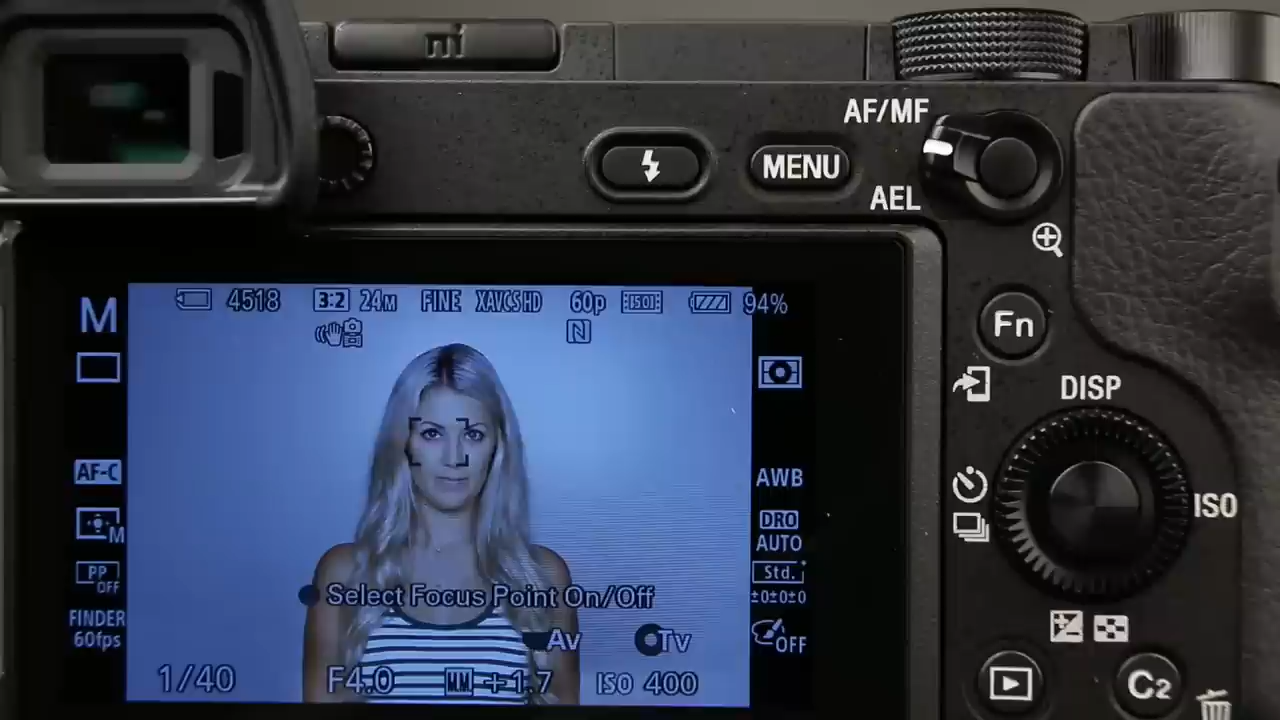 AF/MF
MENU
AEL
Fn
DISP
ISO
C2
M
4518
3:2 24M FINE XAVC S HD 60p ISO1 94%
N
AF-C
M
PP OFF
FINDER
60fps
AWB
DRO
AUTO
Std.
±0±0±0
OFF
Select Focus Point On/Off
Av
Tv
1/40 F4.0 M.M. +1.7 ISO 400